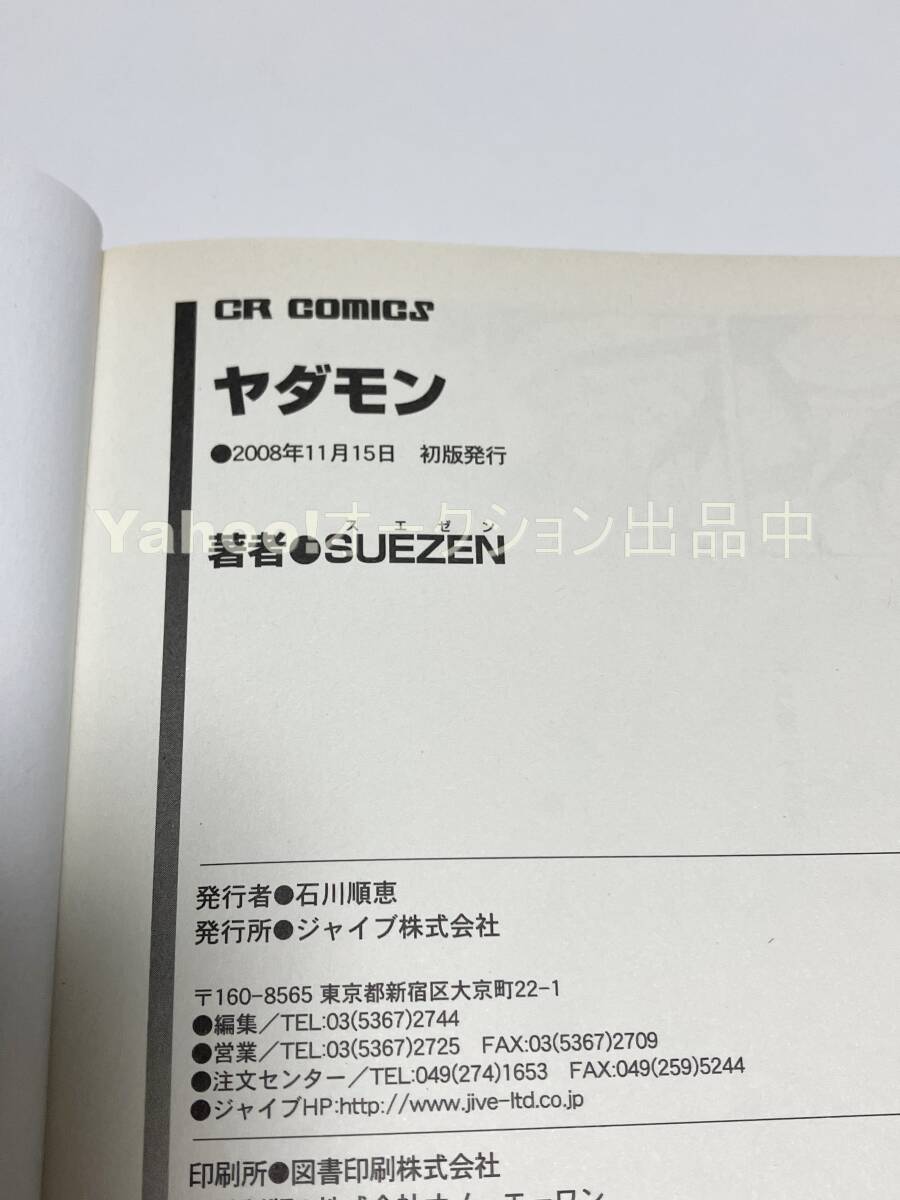 CR COMICS
ヤダモン
●2008年11月15日 初版発行
Yahoo!オークション出品中
スエゼン
著者●SUEZEN
発行者●石川順恵
発行所●ジャイブ株式会社
〒160-8565 東京都新宿区大京町22-1
●編集／TEL:03(5367)2744
●営業／TEL:03(5367)2725 FAX:03(5367)2709
●注文センター／TEL:049(274)1653 FAX:049(259)5244
●ジャイブHP:http://www.jive-ltd.co.jp
印刷所●図書印刷株式会社